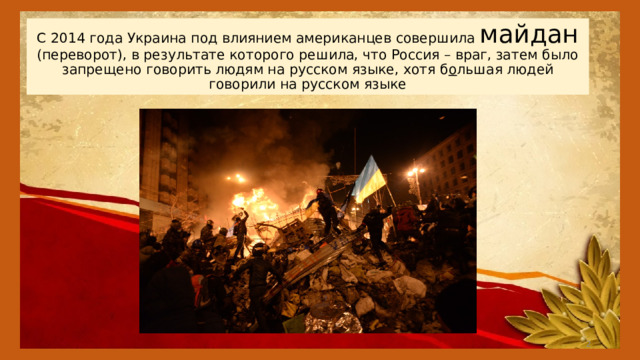 С 2014 года Украина под влиянием американцев совершила майдан
(переворот), в результате которого решила, что Россия – враг, затем было
запрещено говорить людям на русском языке, хотя большая людей
говорили на русском языке